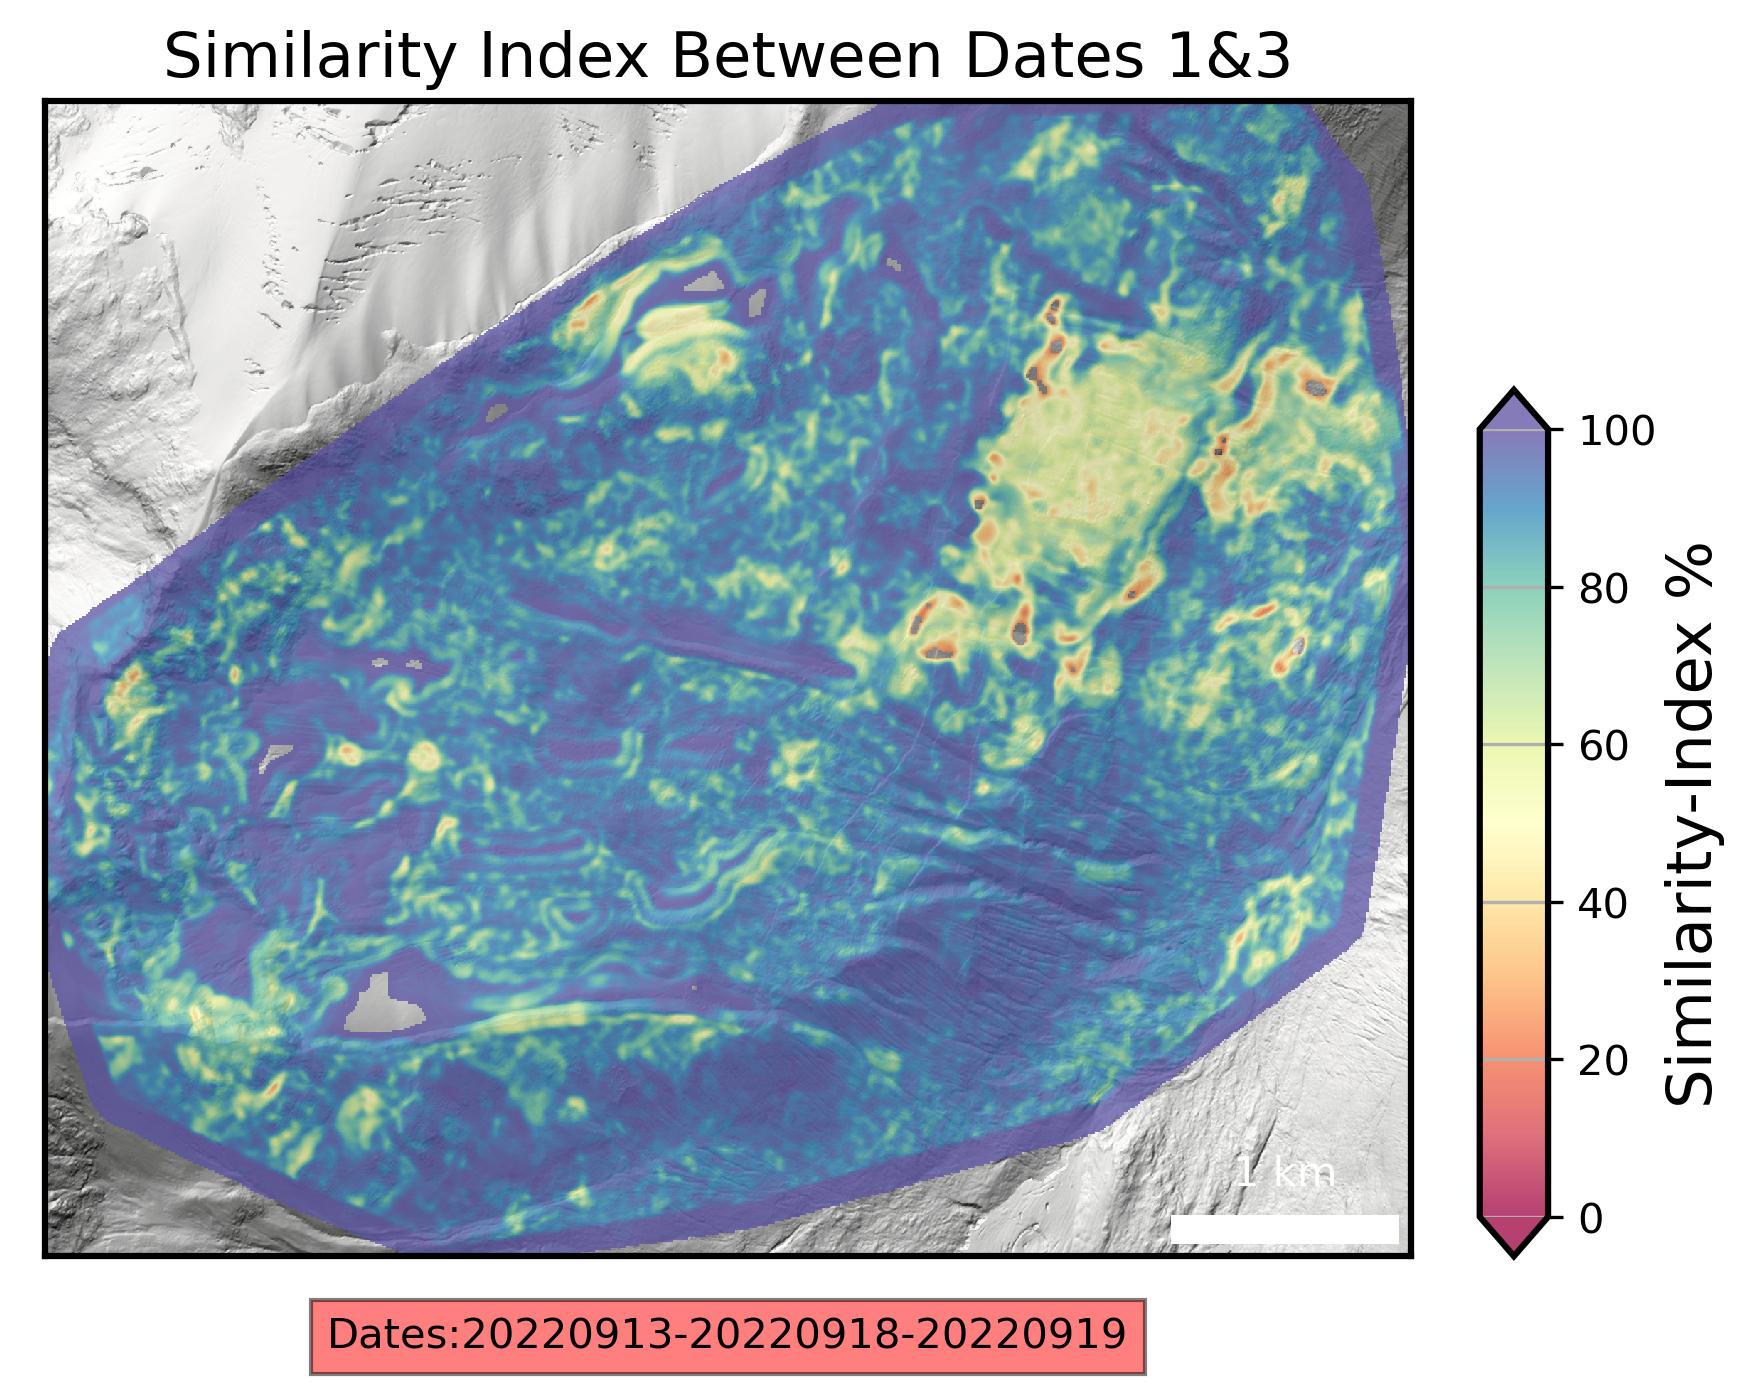 Similarity Index Between Dates 1&3
100
80
60
40
20
0
Similarity-Index %
1 km
Dates:20220913-20220918-20220919